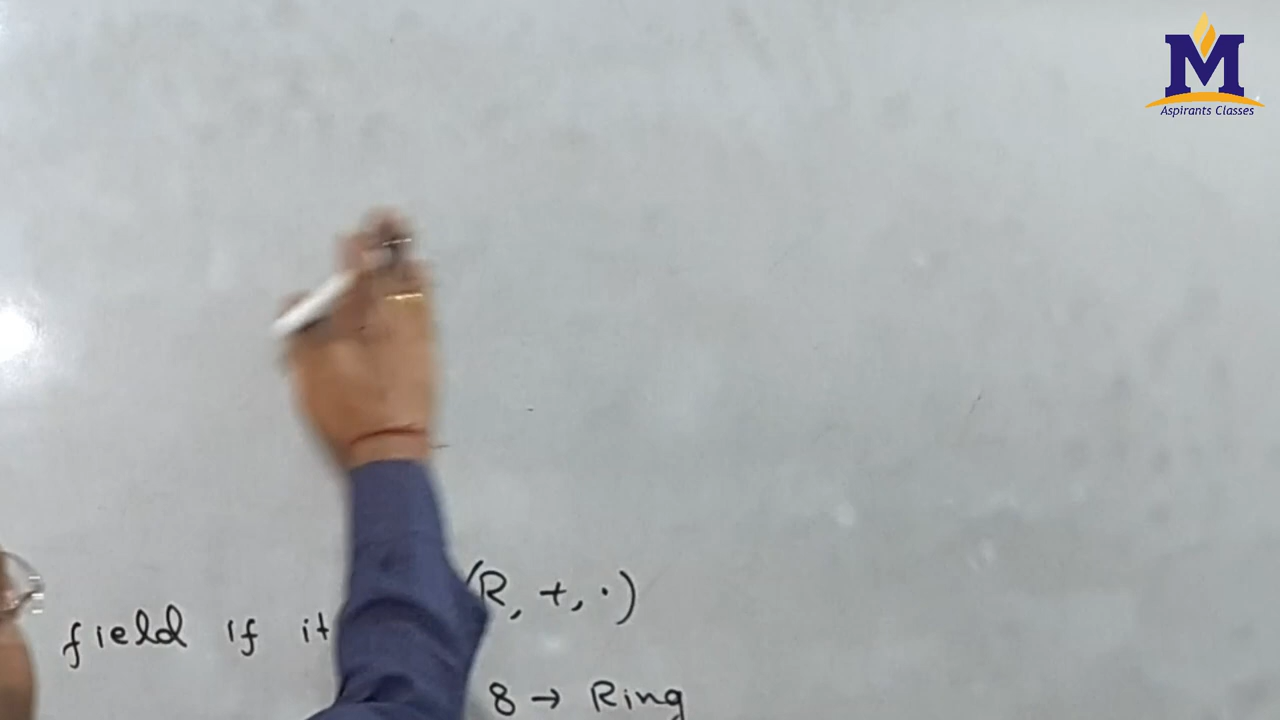 M
Aspirants Classes
field if it (R, +, ·)
8 → Ring